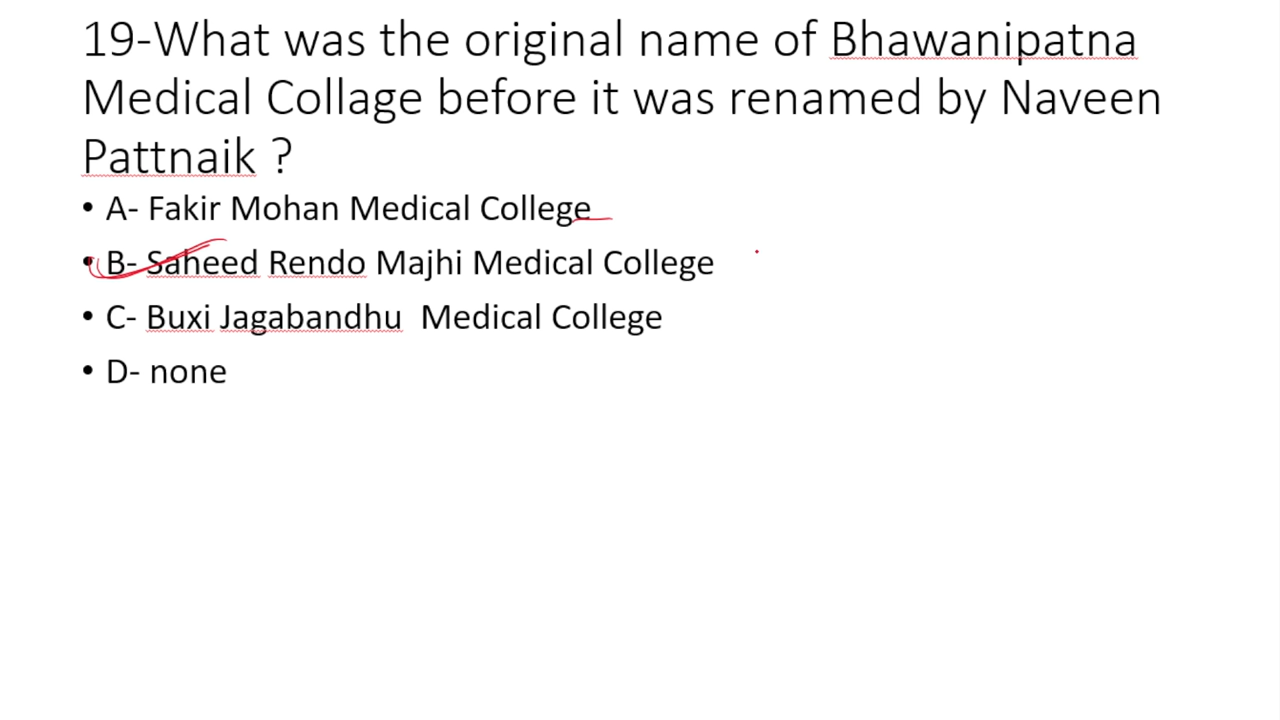 19-What was the original name of Bhawanipatna
Medical Collage before it was renamed by Naveen
Pattnaik ?
• A- Fakir Mohan Medical College
• B- Saheed Rendo Majhi Medical College
• C- Buxi Jagabandhu  Medical College
• D- none